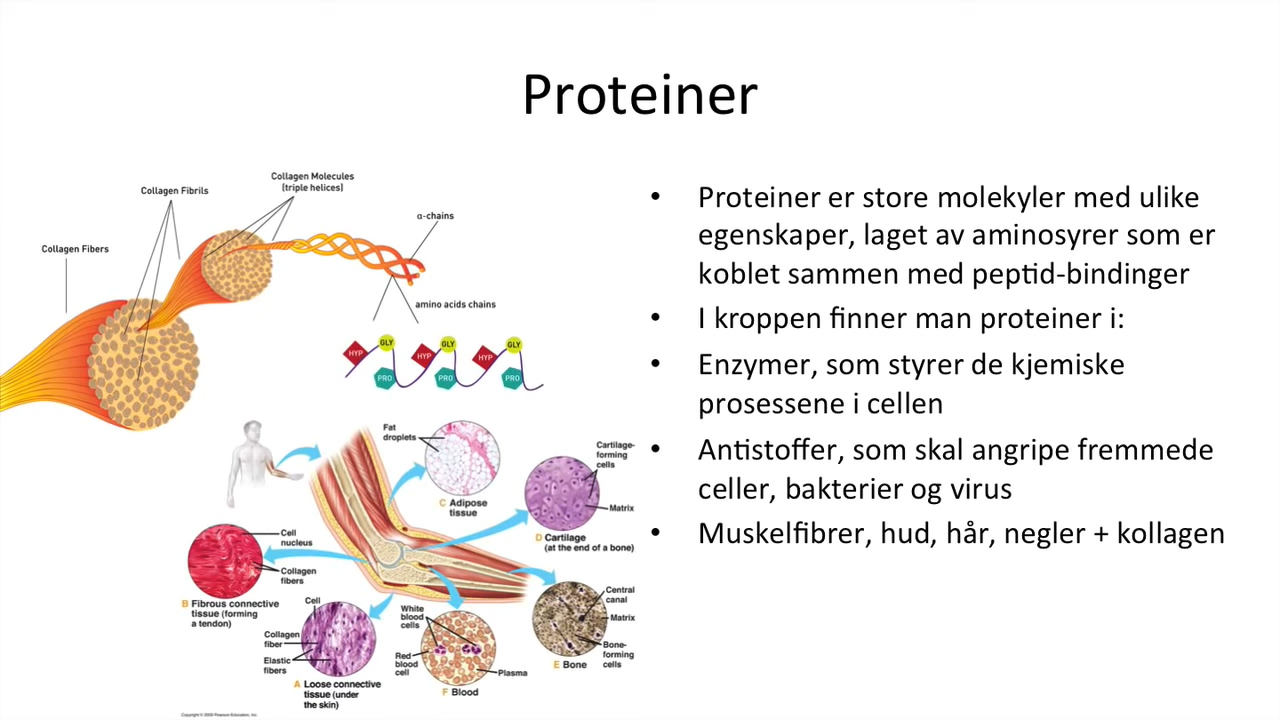 Proteiner
Collagen Molecules
(triple helices)
Collagen Fibrils
α-chains
Collagen Fibers
amino acids chains
HYP
GLY
PRO
HYP
GLY
PRO
HYP
GLY
PRO
• Proteiner er store molekyler med ulike
egenskaper, laget av aminosyrer som er
koblet sammen med peptid-bindinger
• I kroppen finner man proteiner i:
• Enzymer, som styrer de kjemiske
prosessene i cellen
• Antistoffer, som skal angripe fremmede
celler, bakterier og virus
• Muskelfibrer, hud, hår, negler + kollagen
Fat
droplets
C Adipose
tissue
Cartilage-
forming
cells
Matrix
D Cartilage
(at the end of a bone)
Cell
nucleus
Collagen
fibers
B Fibrous connective
tissue (forming
a tendon)
Cell
Collagen
fiber
Elastic
fibers
A Loose connective
tissue (under
the skin)
White
blood
cells
Red
blood
cell
Plasma
F Blood
Central
canal
Matrix
Bone-
forming
cells
E Bone
Copyright © 2009 Pearson Education, Inc.